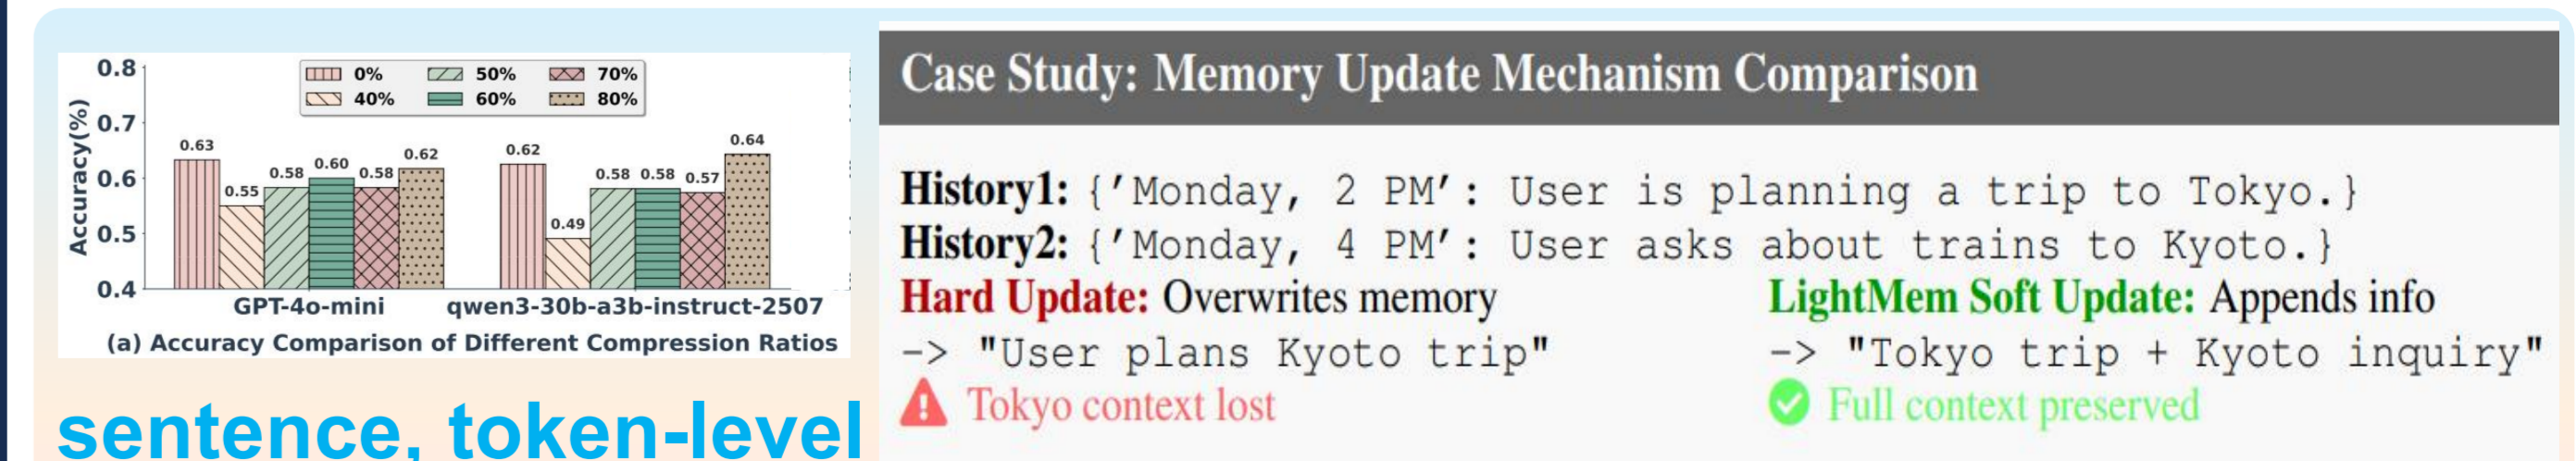 0.8
0.7
0.6
0.5
0.4
Accuracy(%)
0% 50% 70%
40% 60% 80%
0.63 0.55 0.58 0.60 0.58 0.62
0.62 0.49 0.58 0.58 0.57 0.64
GPT-4o-mini qwen3-30b-a3b-instruct-2507
(a) Accuracy Comparison of Different Compression Ratios
sentence, token-level
Case Study: Memory Update Mechanism Comparison
History1: {'Monday, 2 PM': User is planning a trip to Tokyo.}
History2: {'Monday, 4 PM': User asks about trains to Kyoto.}
Hard Update: Overwrites memory
-> "User plans Kyoto trip"
Tokyo context lost
LightMem Soft Update: Appends info
-> "Tokyo trip + Kyoto inquiry"
Full context preserved